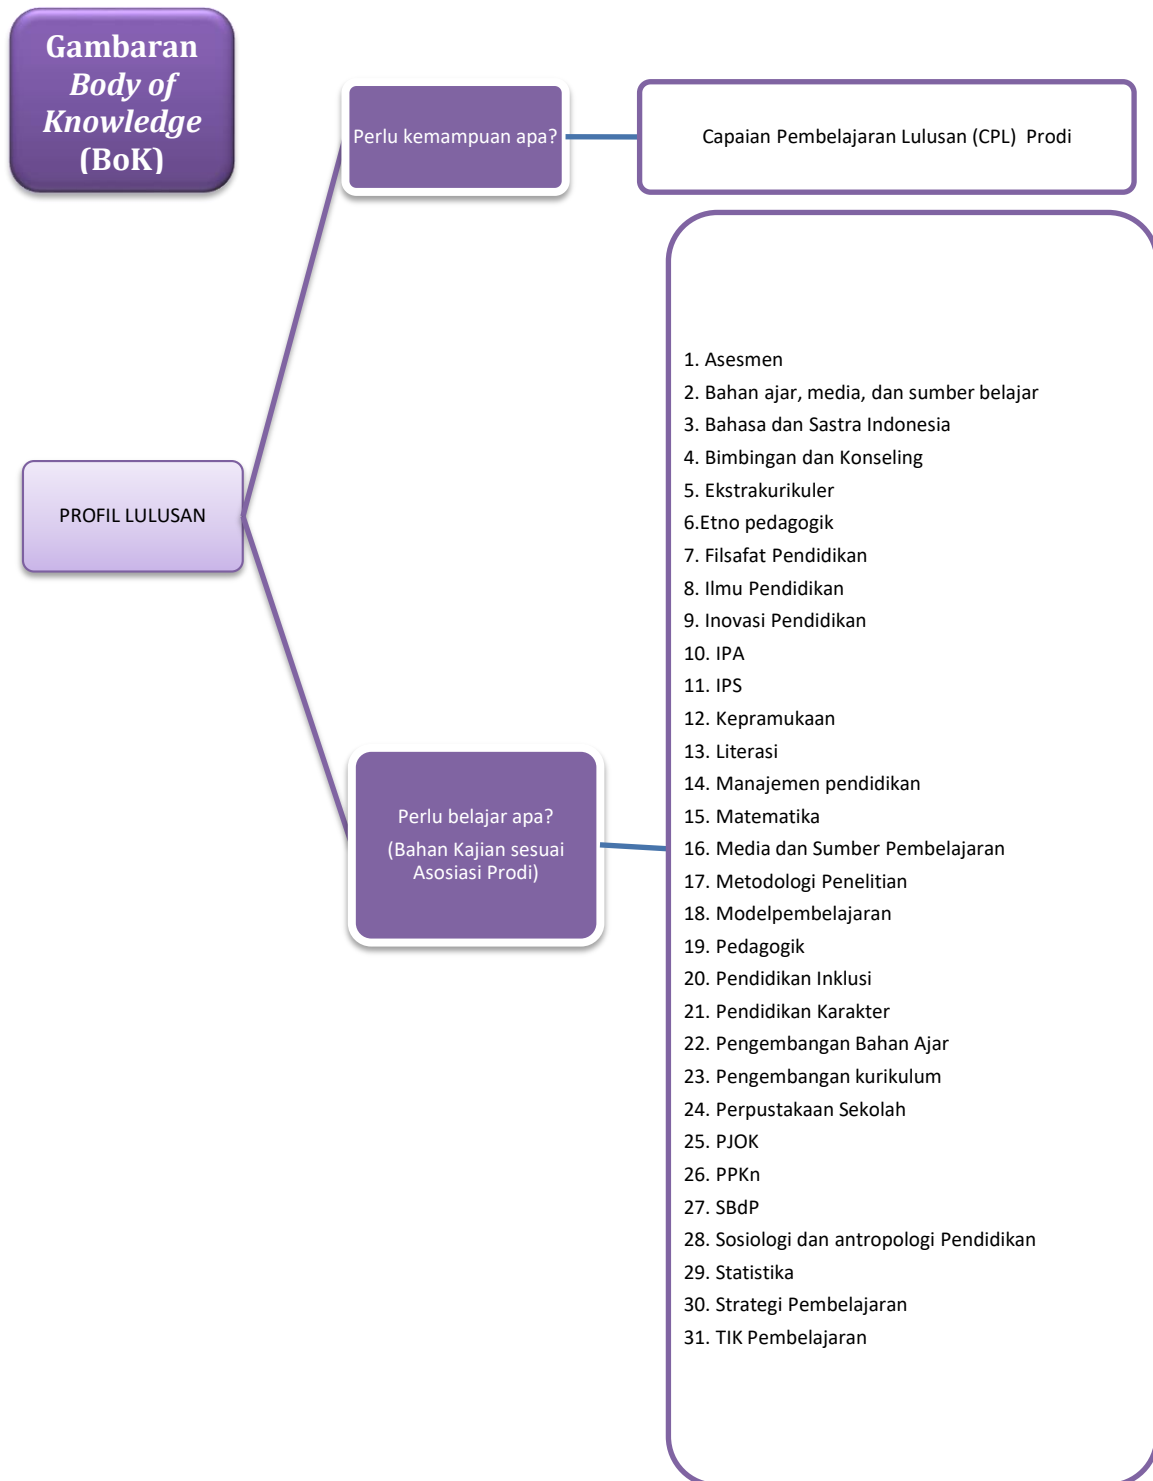 Gambaran
Body of
Knowledge
(BoK)
Perlu kemampuan apa?
Capaian Pembelajaran Lulusan (CPL) Prodi
PROFIL LULUSAN
Perlu belajar apa?
(Bahan Kajian sesuai
Asosiasi Prodi)
1. Asesmen
2. Bahan ajar, media, dan sumber belajar
3. Bahasa dan Sastra Indonesia
4. Bimbingan dan Konseling
5. Ekstrakurikuler
6.Etno pedagogik
7. Filsafat Pendidikan
8. Ilmu Pendidikan
9. Inovasi Pendidikan
10. IPA
11. IPS
12. Kepramukaan
13. Literasi
14. Manajemen pendidikan
15. Matematika
16. Media dan Sumber Pembelajaran
17. Metodologi Penelitian
18. Modelpembelajaran
19. Pedagogik
20. Pendidikan Inklusi
21. Pendidikan Karakter
22. Pengembangan Bahan Ajar
23. Pengembangan kurikulum
24. Perpustakaan Sekolah
25. PJOK
26. PPKn
27. SBdP
28. Sosiologi dan antropologi Pendidikan
29. Statistika
30. Strategi Pembelajaran
31. TIK Pembelajaran